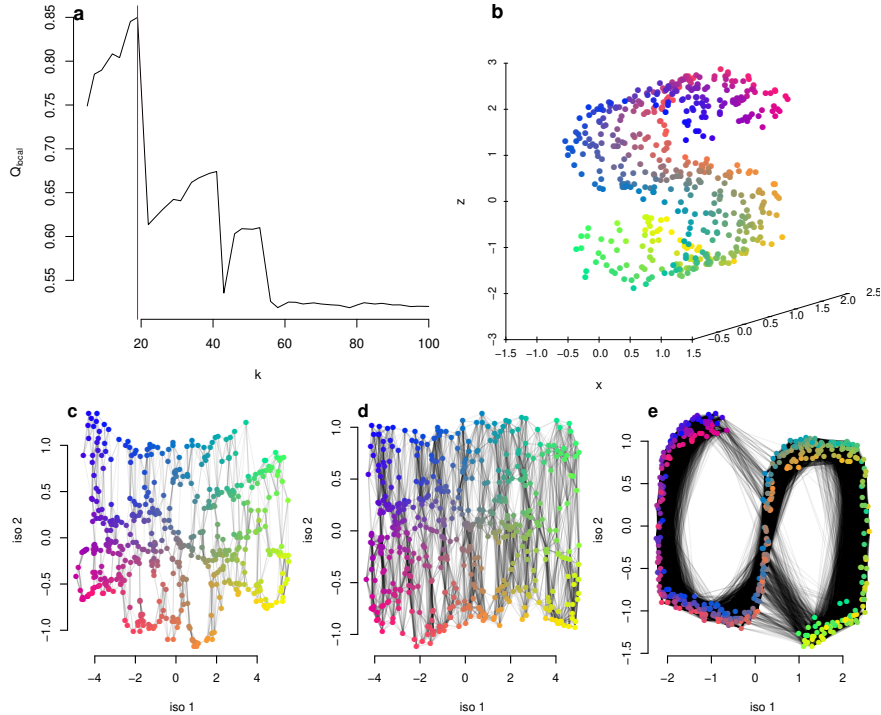 a
0.85
0.80
0.75
0.70
0.65
0.60
0.55
Q_local
20 40 60 80 100
k
b
3
2
1
0
−1
−2
−3
z
−1.5 −1.0 −0.5 0.0 0.5 1.0 1.5
x
−0.5 0.0 0.5 1.0 1.5 2.0 2.5
c
1.0
0.5
0.0
−0.5
−1.0
iso 2
−4 −2 0 2 4
iso 1
d
1.0
0.5
0.0
−0.5
−1.0
iso 2
−4 −2 0 2 4
iso 1
e
1.0
0.5
0.0
−0.5
−1.0
−1.5
iso 2
−2 −1 0 1 2
iso 1